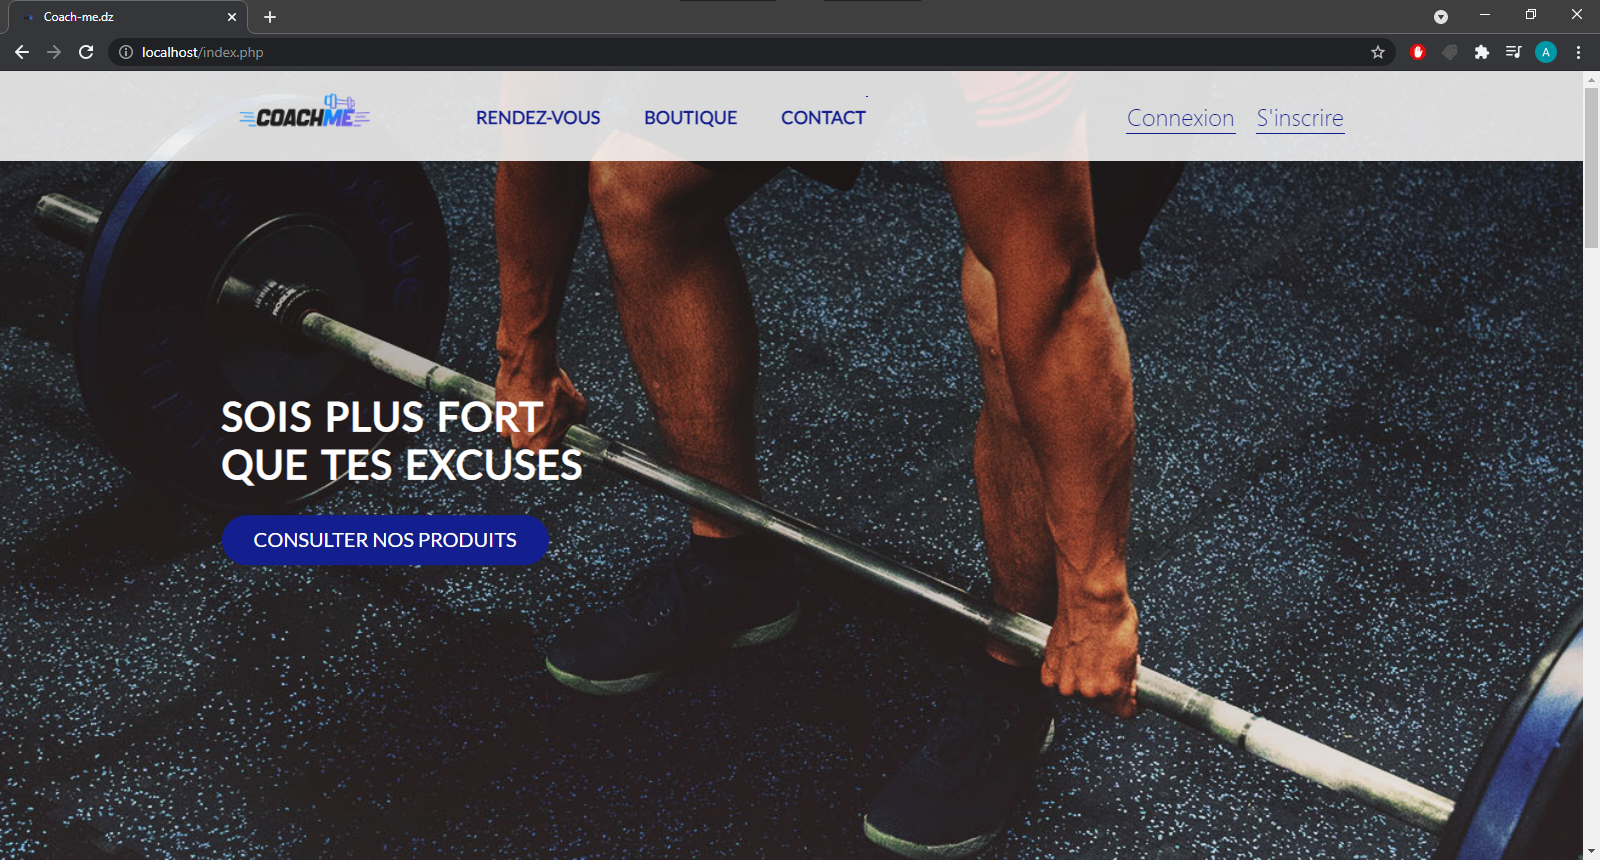 Coach-me.dz
localhost/index.php
A
COACHME
RENDEZ-VOUS
BOUTIQUE
CONTACT
Connexion
S'inscrire
SOIS PLUS FORT
QUE TES EXCUSES
CONSULTER NOS PRODUITS